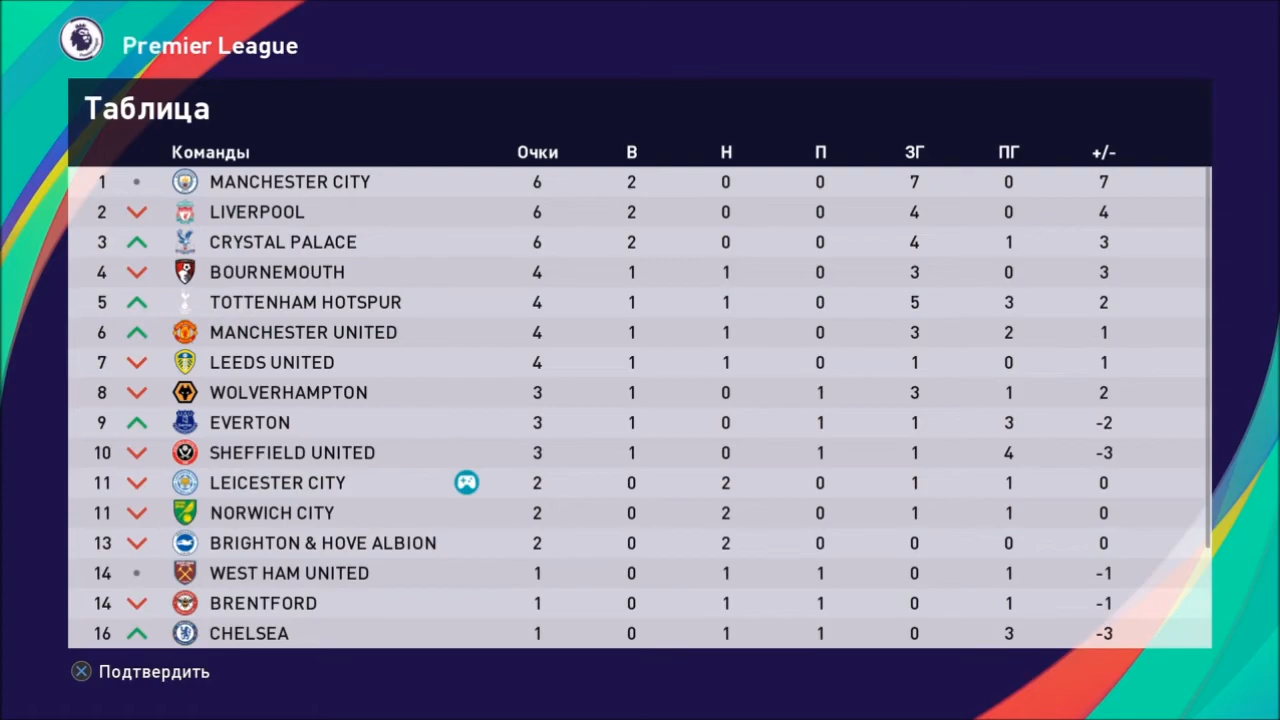 Premier League
Таблица
Команды Очки В Н П ЗГ ПГ +/-
1 MANCHESTER CITY 6 2 0 0 7 0 7
2 LIVERPOOL 6 2 0 0 4 0 4
3 CRYSTAL PALACE 6 2 0 0 4 1 3
4 BOURNEMOUTH 4 1 1 0 3 0 3
5 TOTTENHAM HOTSPUR 4 1 1 0 5 3 2
6 MANCHESTER UNITED 4 1 1 0 3 2 1
7 LEEDS UNITED 4 1 1 0 1 0 1
8 WOLVERHAMPTON 3 1 0 1 3 1 2
9 EVERTON 3 1 0 1 1 3 -2
10 SHEFFIELD UNITED 3 1 0 1 1 4 -3
11 LEICESTER CITY 2 0 2 0 1 1 0
11 NORWICH CITY 2 0 2 0 1 1 0
13 BRIGHTON & HOVE ALBION 2 0 2 0 0 0 0
14 WEST HAM UNITED 1 0 1 1 0 1 -1
14 BRENTFORD 1 0 1 1 0 1 -1
16 CHELSEA 1 0 1 1 0 3 -3
Подтвердить